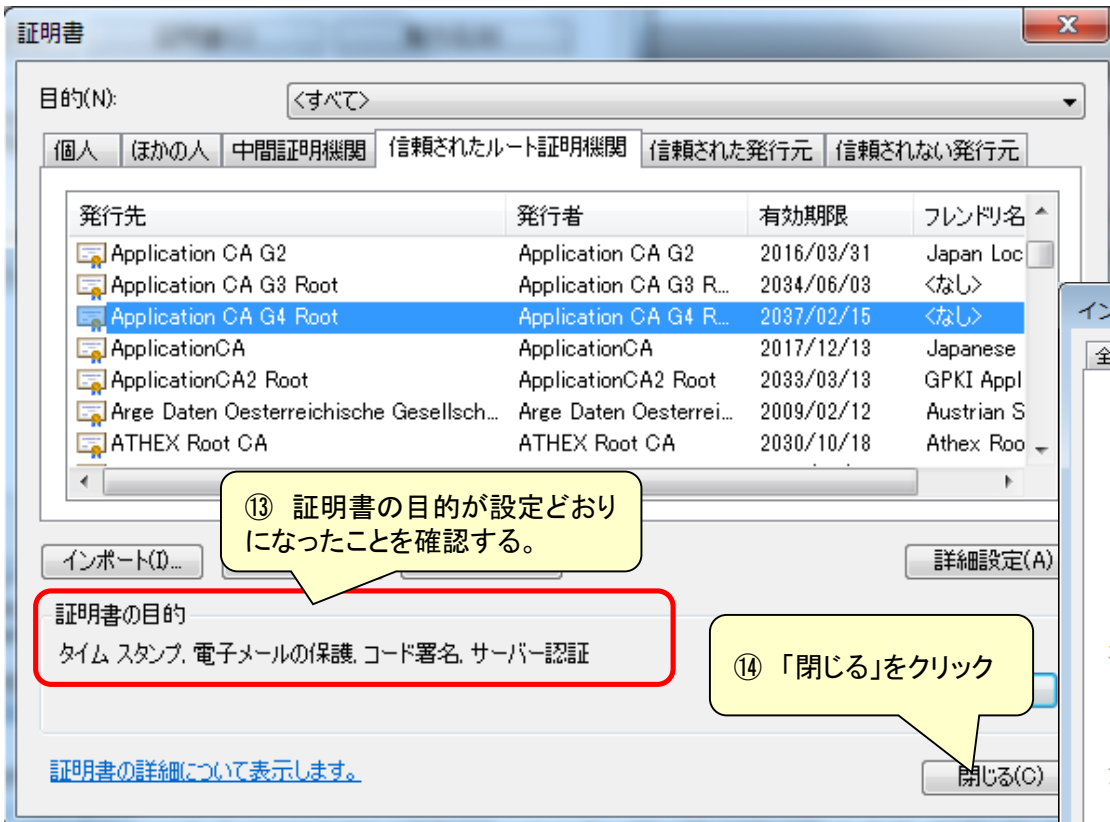 証明書
目的(N):
<すべて>
個人 ほかの人 中間証明機関 信頼されたルート証明機関 信頼された発行元 信頼されない発行元
発行先 発行者 有効期限 フレンドリ名
Application CA G2 Application CA G2 2016/03/31 Japan Loc
Application CA G3 Root Application CA G3 R... 2034/06/03 <なし>
Application CA G4 Root Application CA G4 R... 2037/02/15 <なし>
ApplicationCA ApplicationCA 2017/12/13 Japanese
ApplicationCA2 Root ApplicationCA2 Root 2033/03/13 GPKI Appl
Arge Daten Oesterreichische Gesellsch... Arge Daten Oesterrei... 2009/02/12 Austrian S
ATHEX Root CA ATHEX Root CA 2030/10/18 Athex Roo
⑬ 証明書の目的が設定どおり
になったことを確認する。
インポート(I)...
詳細設定(A)
証明書の目的
タイム スタンプ, 電子メールの保護, コード署名, サーバー認証
⑭ 「閉じる」をクリック
証明書の詳細について表示します。
閉じる(C)
イン
全